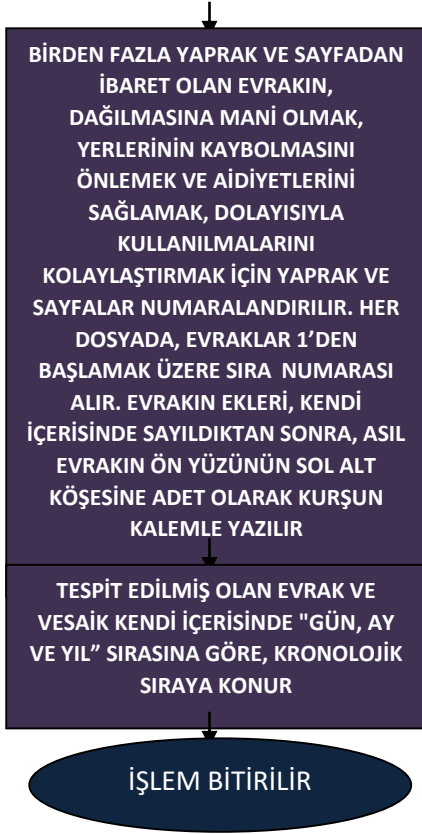 BİRDEN FAZLA YAPRAK VE SAYFADAN
İBARET OLAN EVRAKIN,
DAĞILMASINA MANİ OLMAK,
YERLERİNİN KAYBOLMASINI
ÖNLEMEK VE AİDİYETLERİNİ
SAĞLAMAK, DOLAYISIYLA
KULLANILMALARINI
KOLAYLAŞTIRMAK İÇİN YAPRAK VE
SAYFALAR NUMARALANDIRILIR. HER
DOSYADA, EVRAKLAR 1’DEN
BAŞLAMAK ÜZERE SIRA NUMARASI
ALIR. EVRAKIN EKLERİ, KENDİ
İÇERİSİNDE SAYILDIKTAN SONRA, ASIL
EVRAKIN ÖN YÜZÜNÜN SOL ALT
KÖŞESİNE ADET OLARAK KURŞUN
KALEMLE YAZILIR
TESPİT EDİLMİŞ OLAN EVRAK VE
VESAİK KENDİ İÇERİSİNDE "GÜN, AY
VE YIL” SIRASINA GÖRE, KRONOLOJİK
SIRAYA KONUR
İŞLEM BİTİRİLİR